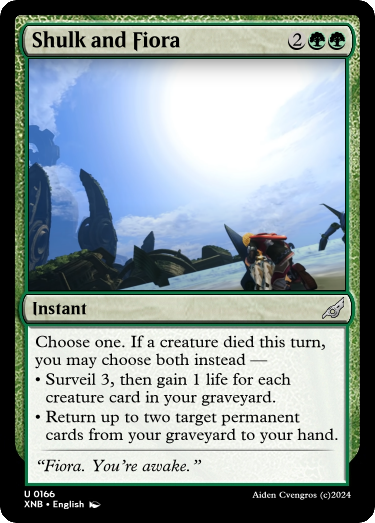 Shulk and Fiora 2
Instant
Choose one. If a creature died this turn,
you may choose both instead —
• Surveil 3, then gain 1 life for each
creature card in your graveyard.
• Return up to two target permanent
cards from your graveyard to your hand.
“Fiora. You’re awake.”
U 0166
XNB • English
Aiden Cvengros (c)2024